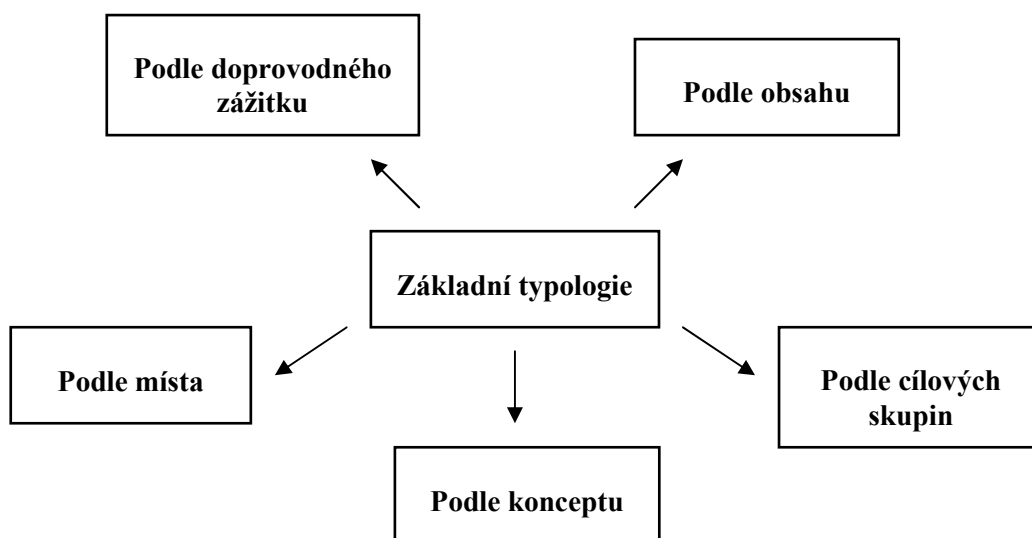 Podle doprovodného
zážitku
Podle obsahu
Základní typologie
Podle místa
Podle cílových
skupin
Podle konceptu